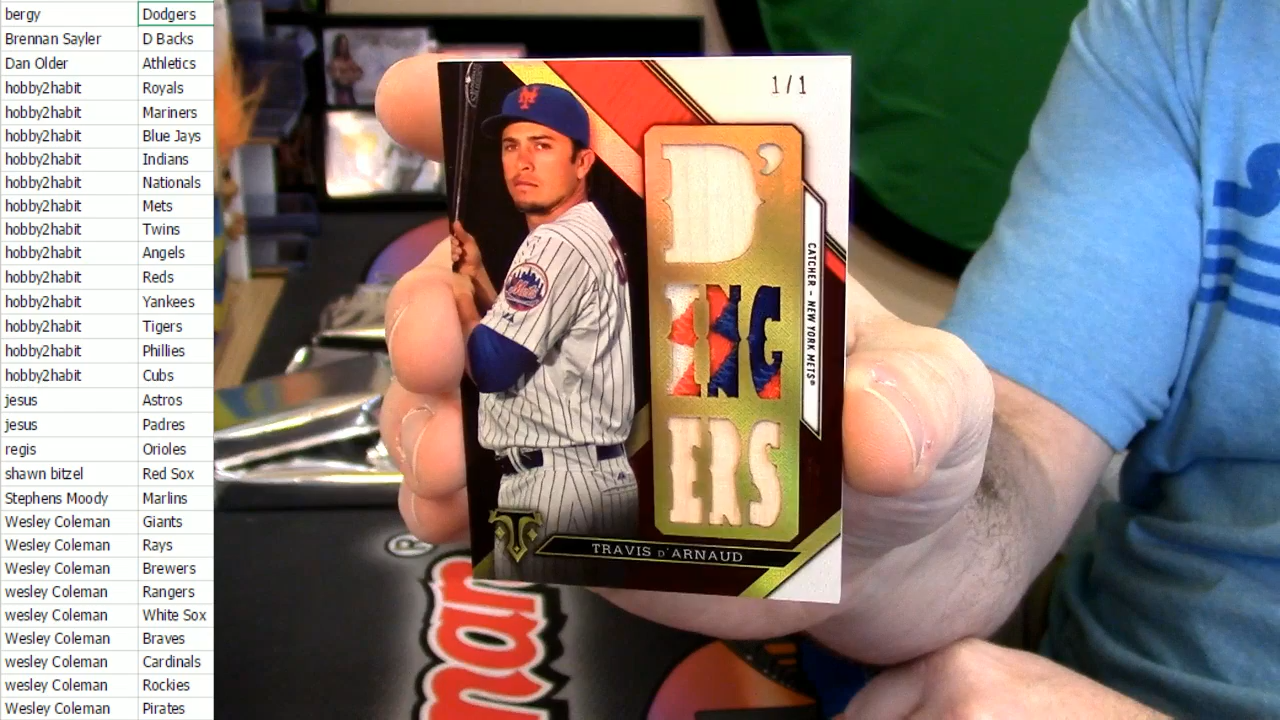 bergy Dodgers
Brennan Sayler D Backs
Dan Older Athletics
hobby2habit Royals
hobby2habit Mariners
hobby2habit Blue Jays
hobby2habit Indians
hobby2habit Nationals
hobby2habit Mets
hobby2habit Twins
hobby2habit Angels
hobby2habit Reds
hobby2habit Yankees
hobby2habit Tigers
hobby2habit Phillies
hobby2habit Cubs
jesus Astros
jesus Padres
regis Orioles
shawn bitzel Red Sox
Stephens Moody Marlins
Wesley Coleman Giants
Wesley Coleman Rays
Wesley Coleman Brewers
wesley Coleman Rangers
wesley Coleman White Sox
Wesley Coleman Braves
wesley Coleman Cardinals
wesley Coleman Rockies
Wesley Coleman Pirates
1/1
D'
ING
ERS
CATCHER – NEW YORK METS®
Mets
TRAVIS D'ARNAUD